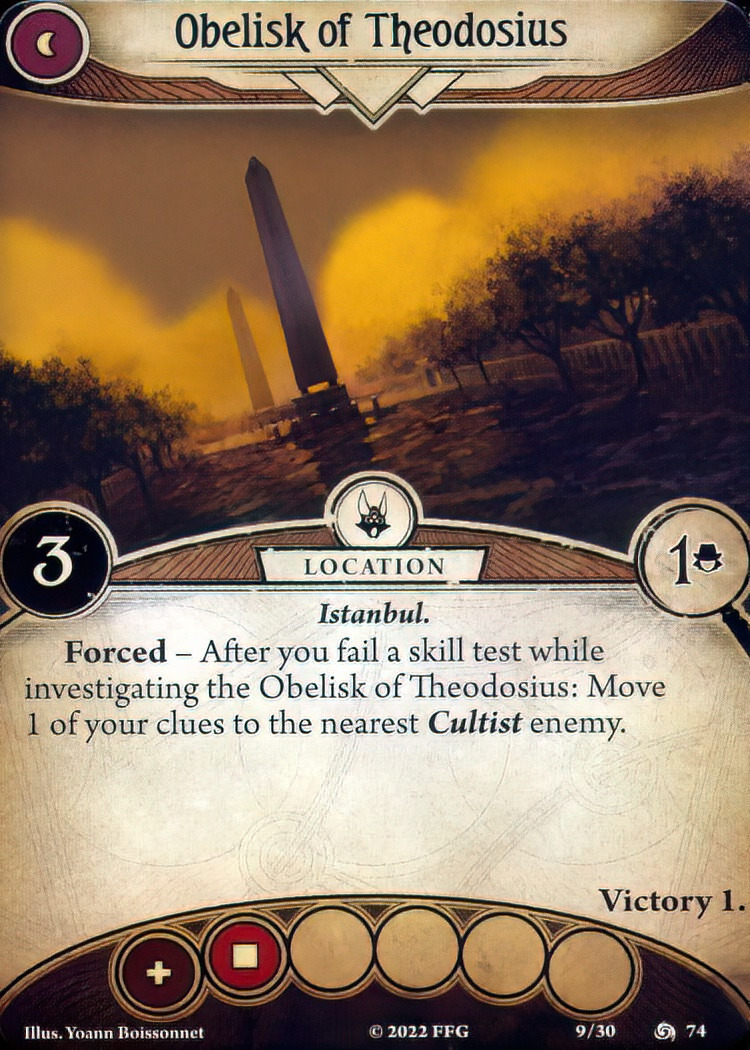 Obelisk of Theodosius
3
LOCATION
1
Istanbul.
Forced – After you fail a skill test while
investigating the Obelisk of Theodosius: Move
1 of your clues to the nearest Cultist enemy.
Victory 1.
Illus. Yoann Boissonnet © 2022 FFG 9/30 74